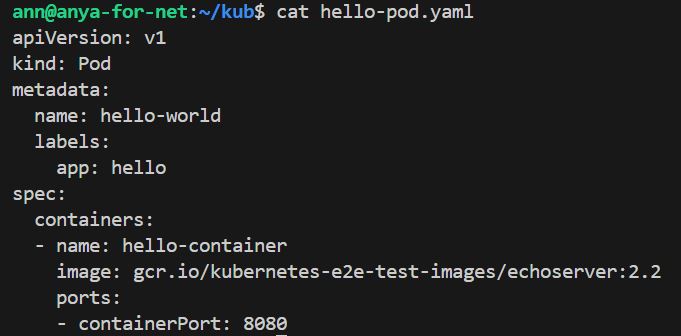 ann@anya-for-net:~/kub$ cat hello-pod.yaml
apiVersion: v1
kind: Pod
metadata:
  name: hello-world
  labels:
    app: hello
spec:
  containers:
  - name: hello-container
    image: gcr.io/kubernetes-e2e-test-images/echoserver:2.2
    ports:
    - containerPort: 8080